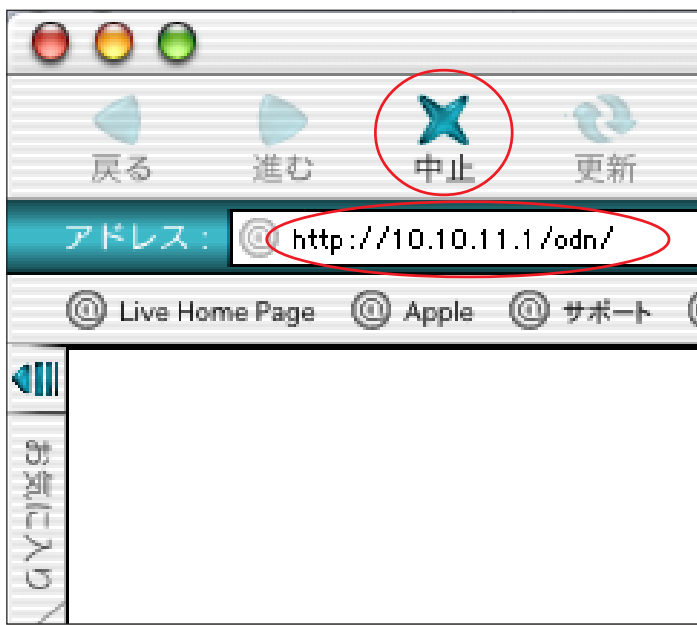 戻る 進む 中止 更新
アドレス： http://10.10.11.1/odn/
Live Home Page Apple サポート
お気に入り